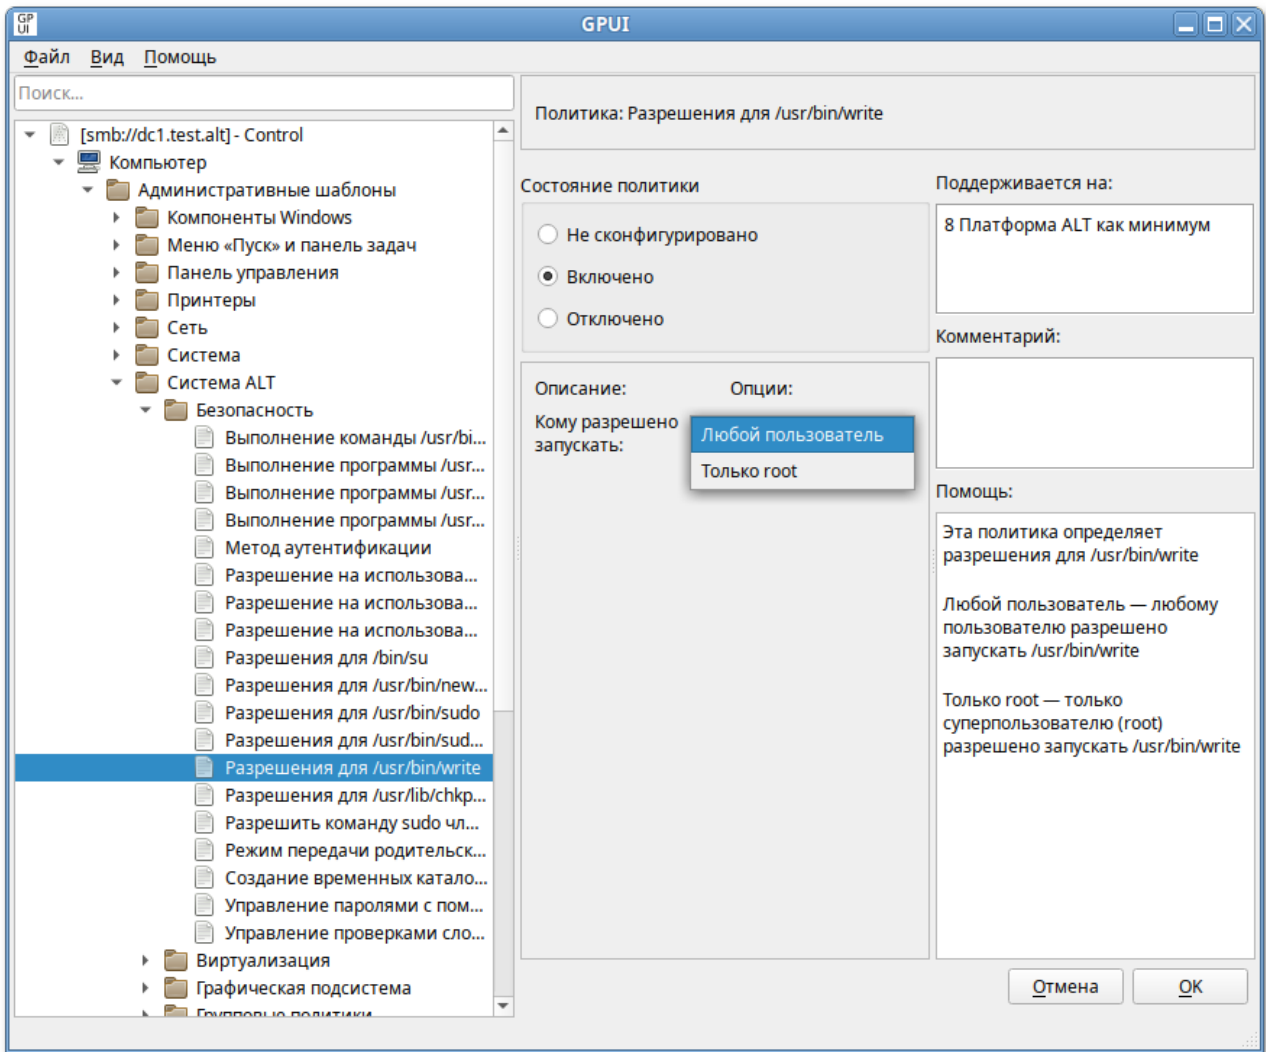 GP
UI
GPUI
Файл Вид Помощь
Поиск...
[smb://dc1.test.alt] - Control
Компьютер
Административные шаблоны
Компоненты Windows
Меню «Пуск» и панель задач
Панель управления
Принтеры
Сеть
Система
Система ALT
Безопасность
Выполнение команды /usr/bi...
Выполнение программы /usr...
Выполнение программы /usr...
Выполнение программы /usr...
Метод аутентификации
Разрешение на использова...
Разрешение на использова...
Разрешение на использова...
Разрешения для /bin/su
Разрешения для /usr/bin/new...
Разрешения для /usr/bin/sudo
Разрешения для /usr/bin/sud...
Разрешения для /usr/bin/write
Разрешения для /usr/lib/chkp...
Разрешить команду sudo чл...
Режим передачи родительск...
Создание временных катало...
Управление паролями с пом...
Управление проверками сло...
Виртуализация
Графическая подсистема
Групповые политики
Политика: Разрешения для /usr/bin/write
Состояние политики
Не сконфигурировано
Включено
Отключено
Описание: Опции:
Кому разрешено
запускать:
Любой пользователь
Только root
Поддерживается на:
8 Платформа ALT как минимум
Комментарий:
Помощь:
Эта политика определяет
разрешения для /usr/bin/write
Любой пользователь — любому
пользователю разрешено
запускать /usr/bin/write
Только root — только
суперпользователю (root)
разрешено запускать /usr/bin/write
Отмена OK